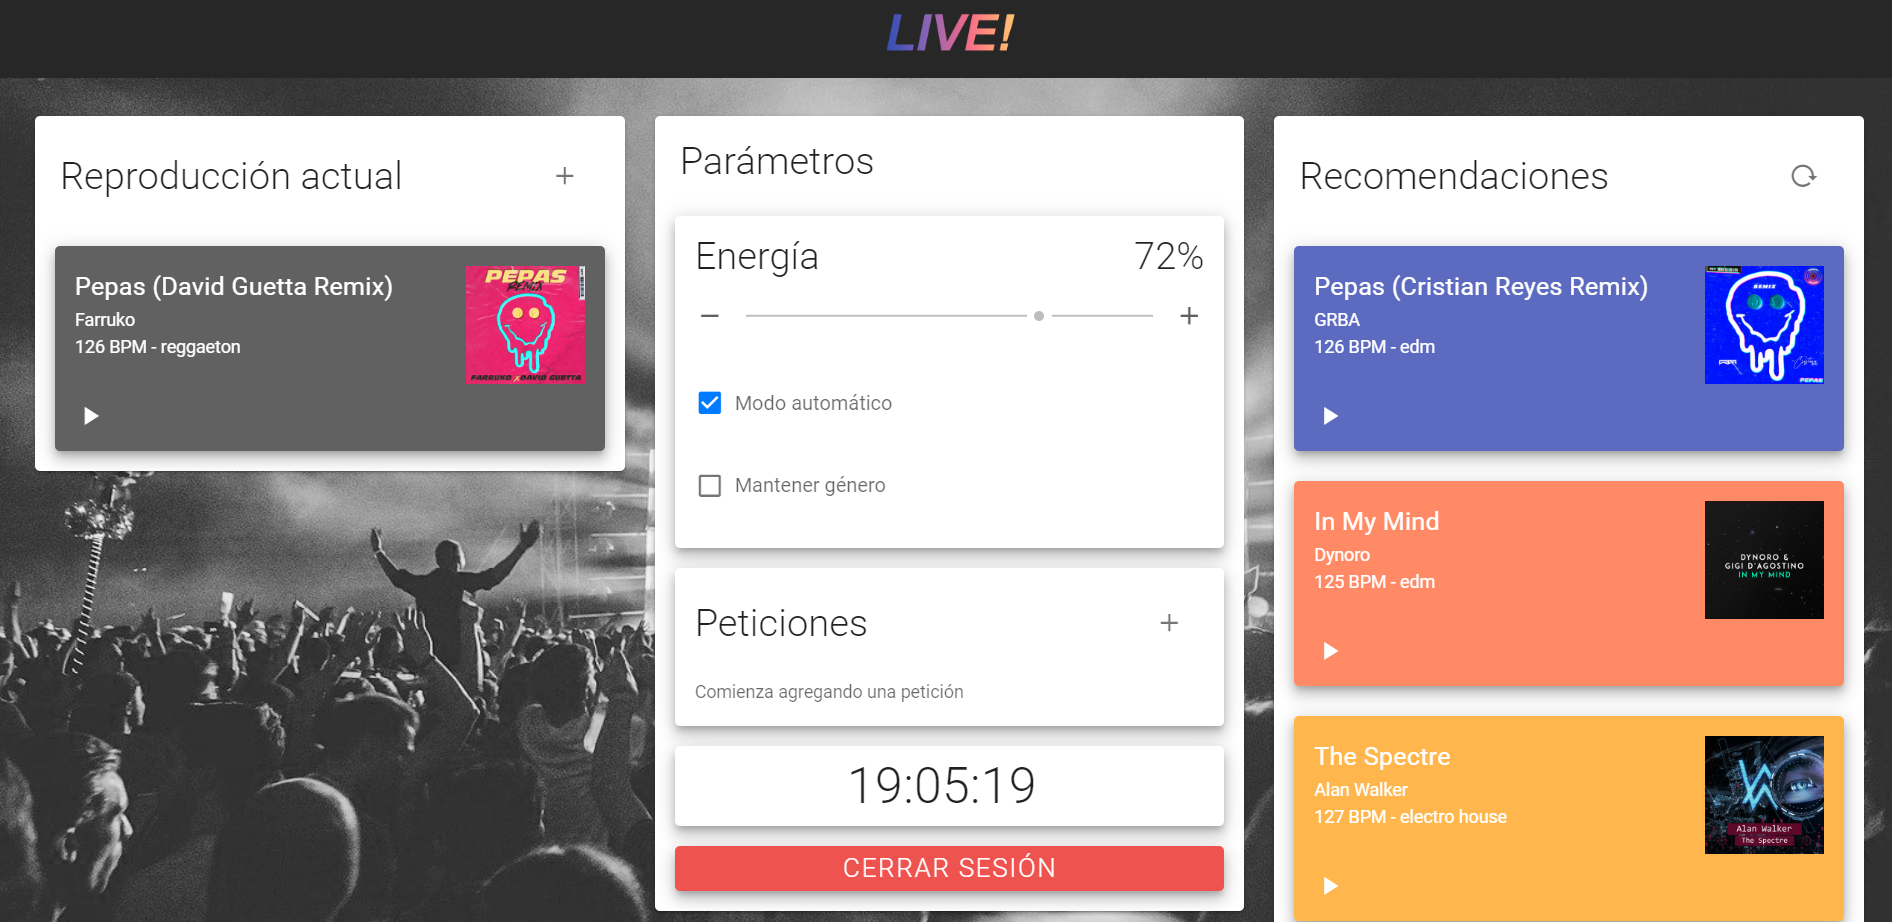 LIVE!
Reproducción actual
Pepas (David Guetta Remix)
Farruko
126 BPM - reggaeton
PEPAS
REMIX
FARRUKO X DAVID GUETTA
Parámetros
Energía
72%
Modo automático
Mantener género
Peticiones
Comienza agregando una petición
19:05:19
CERRAR SESIÓN
Recomendaciones
Pepas (Cristian Reyes Remix)
GRBA
126 BPM - edm
REMIX
PEPAS
In My Mind
Dynoro
125 BPM - edm
DYNORO &
GIGI D'AGOSTINO
IN MY MIND
The Spectre
Alan Walker
127 BPM - electro house
Alan Walker
The Spectre